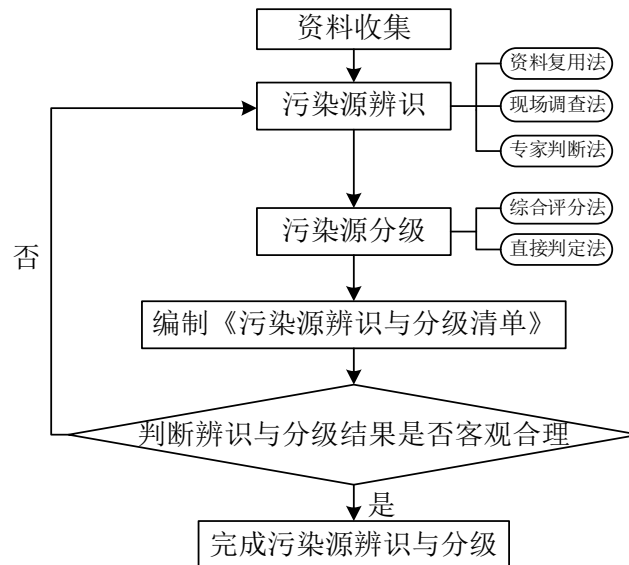 资料收集
资料复用法
污染源辨识
现场调查法
专家判断法
综合评分法
污染源分级
直接判定法
否
编制《污染源辨识与分级清单》
判断辨识与分级结果是否客观合理
是
完成污染源辨识与分级